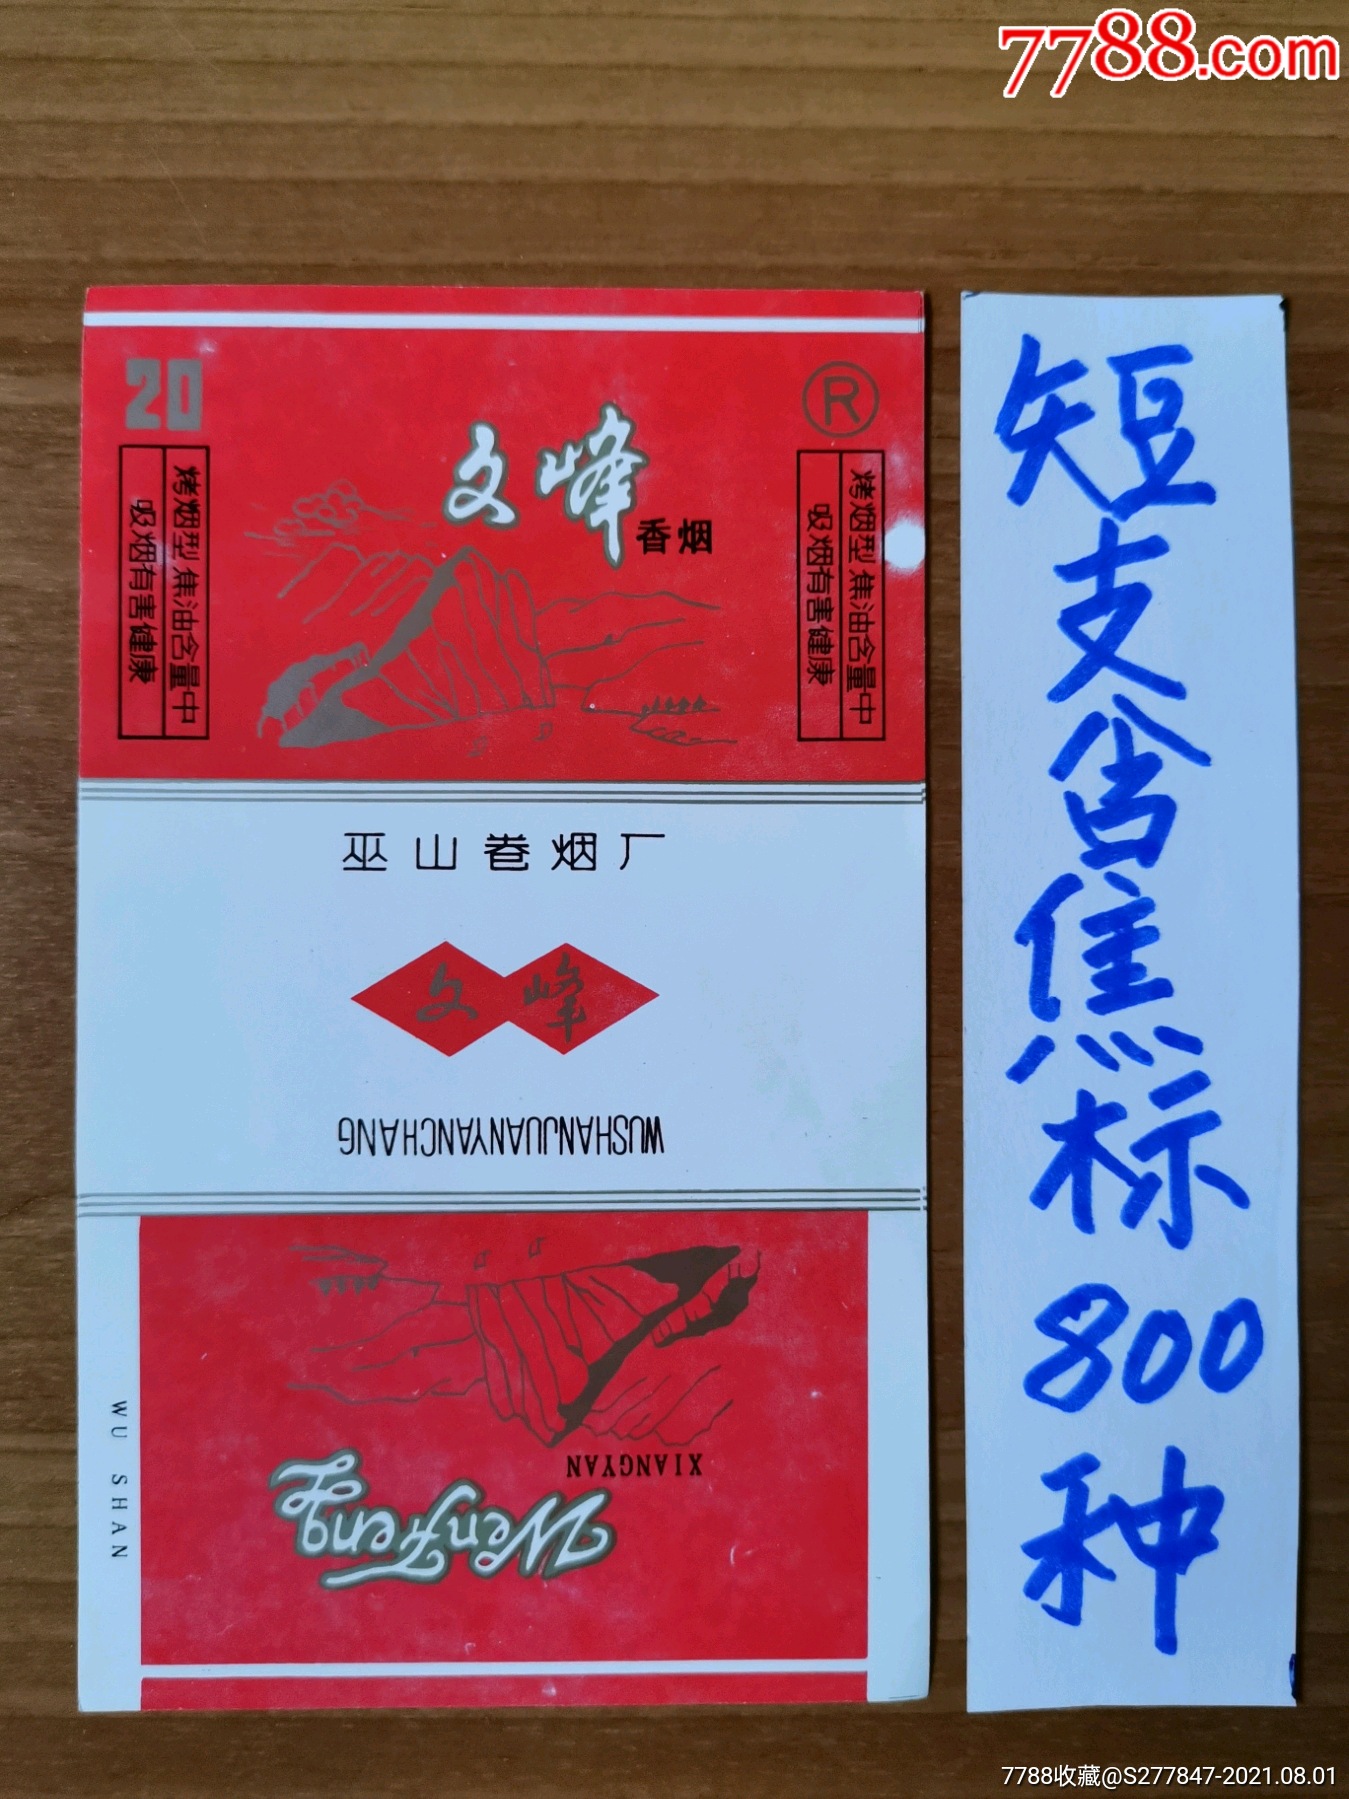 7788.com
20
R
文峰
香烟
烤烟型 焦油含量中
吸烟有害健康
烤烟型 焦油含量中
吸烟有害健康
巫山卷烟厂
文峰
WUSHANJUANYANCHANG
XIANGYAN
WenFeng
WU SHAN
短支含焦标800种
7788收藏@S277847-2021.08.01